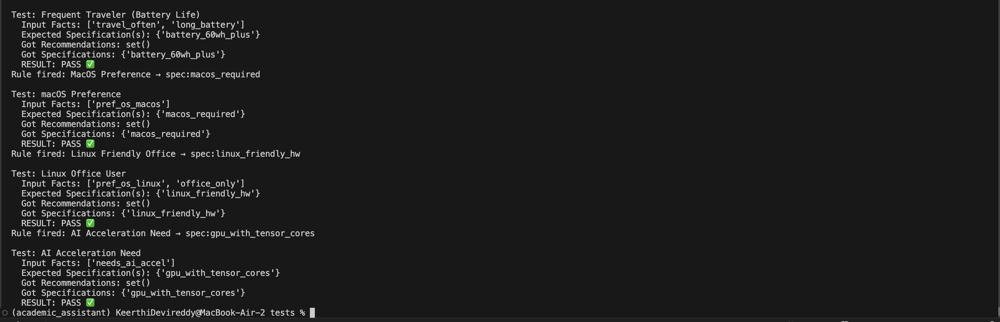 Test: Frequent Traveler (Battery Life)
  Input Facts: ['travel_often', 'long_battery']
  Expected Specification(s): {'battery_60wh_plus'}
  Got Recommendations: set()
  Got Specifications: {'battery_60wh_plus'}
  RESULT: PASS ✅
Rule fired: MacOS Preference → spec:macos_required

Test: macOS Preference
  Input Facts: ['pref_os_macos']
  Expected Specification(s): {'macos_required'}
  Got Recommendations: set()
  Got Specifications: {'macos_required'}
  RESULT: PASS ✅
Rule fired: Linux Friendly Office → spec:linux_friendly_hw

Test: Linux Office User
  Input Facts: ['pref_os_linux', 'office_only']
  Expected Specification(s): {'linux_friendly_hw'}
  Got Recommendations: set()
  Got Specifications: {'linux_friendly_hw'}
  RESULT: PASS ✅
Rule fired: AI Acceleration Need → spec:gpu_with_tensor_cores

Test: AI Acceleration Need
  Input Facts: ['needs_ai_accel']
  Expected Specification(s): {'gpu_with_tensor_cores'}
  Got Recommendations: set()
  Got Specifications: {'gpu_with_tensor_cores'}
  RESULT: PASS ✅
(academic_assistant) KeerthiDevireddy@MacBook-Air-2 tests %